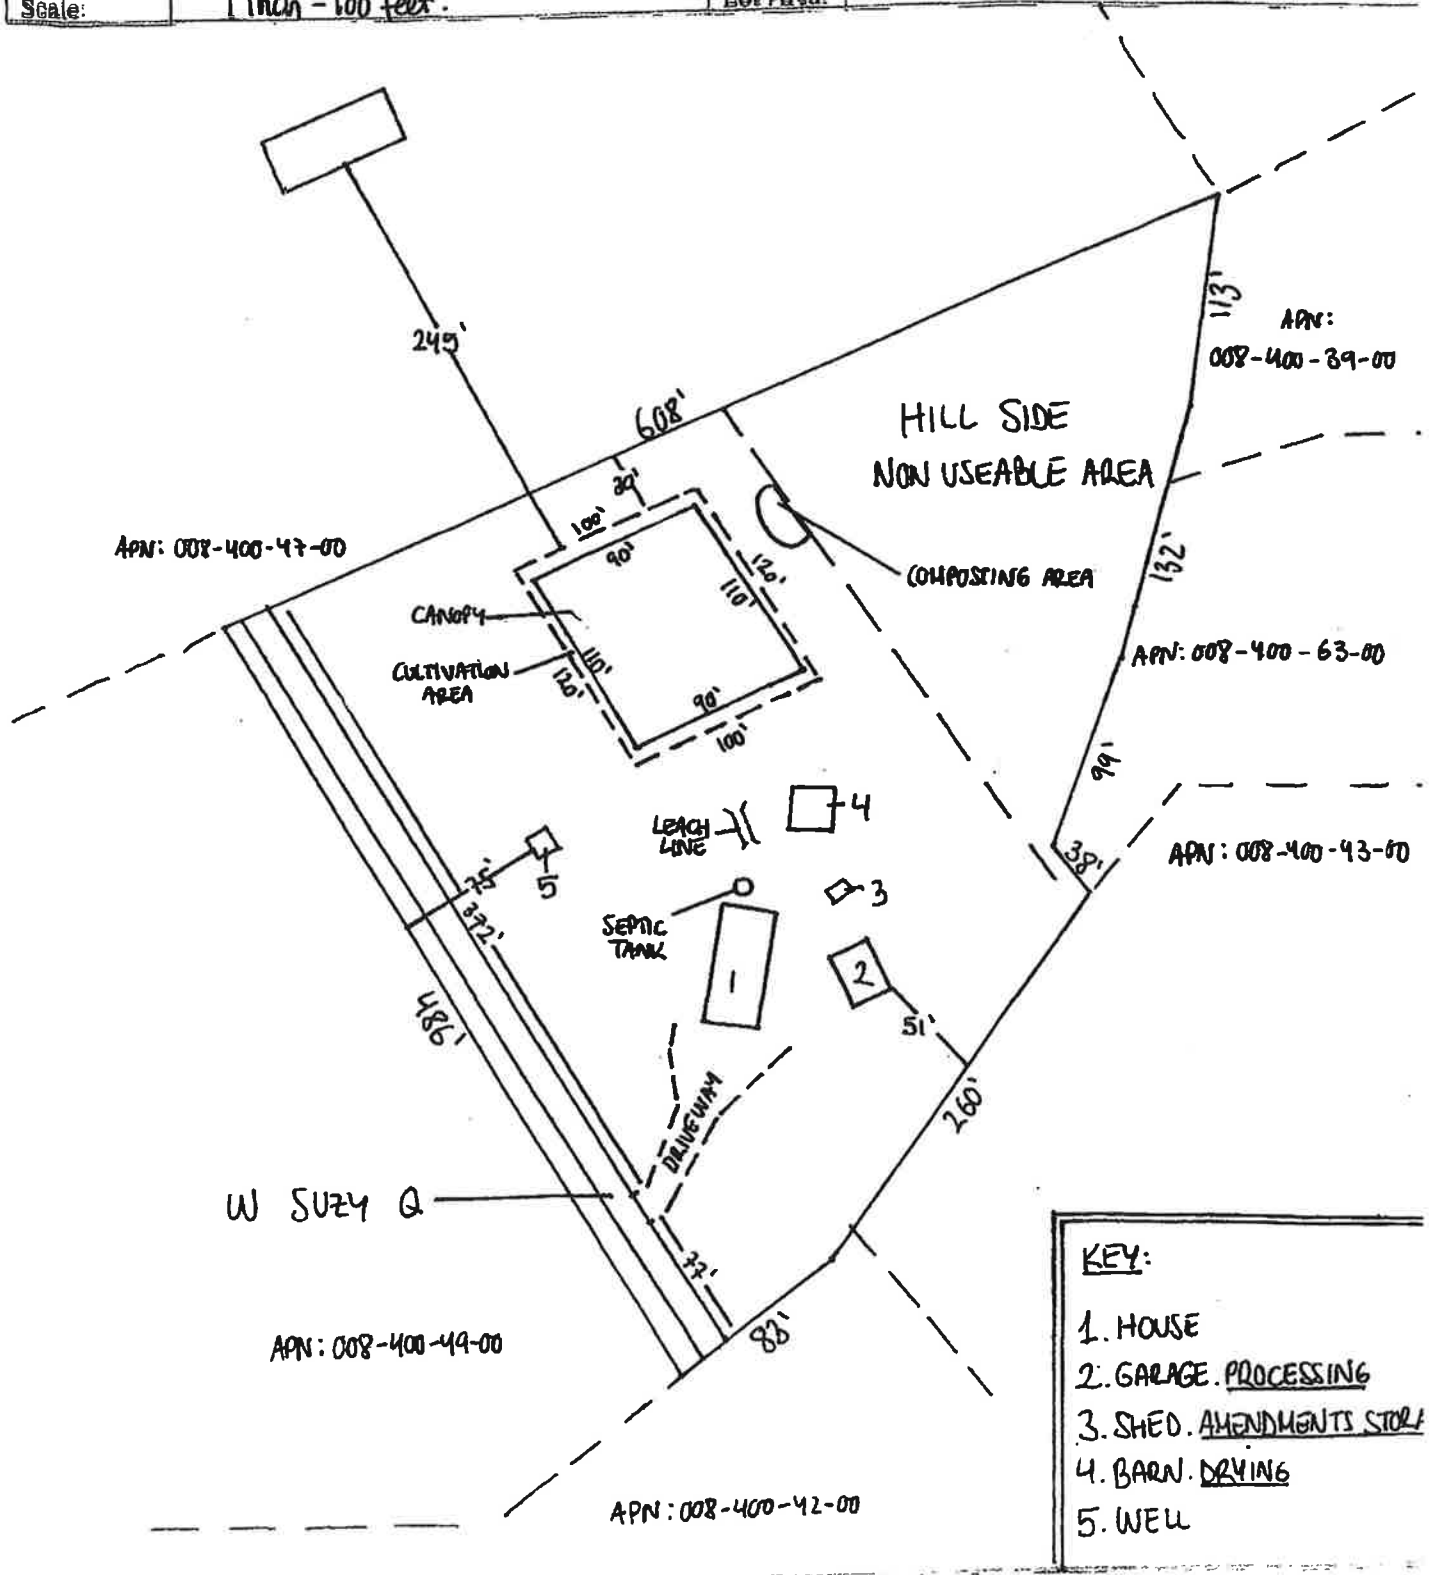 Scale:
1 inch - 100 feet.
Lot Area:
249'
113'
APN:
008-400-39-00
608'
HILL SIDE
NON USEABLE AREA
39'
100'
90'
APN: 008-400-47-00
120'
110'
132'
COMPOSTING AREA
CANOPY
CULTIVATION
AREA
110'
120'
APN: 008-400-63-00
90'
100'
99'
4
LEACH
LINE
38'
APN: 008-400-43-00
75'
5
3
372'
SEPTIC
TANK
1
2
486'
51'
260'
DRIVEWAY
W SUZY Q
77'
83'
APN: 008-400-49-00
KEY:
1. HOUSE
2. GARAGE. PROCESSING
3. SHED. AMENDMENTS STORA
4. BARN. DRYING
5. WELL
APN: 008-400-42-00